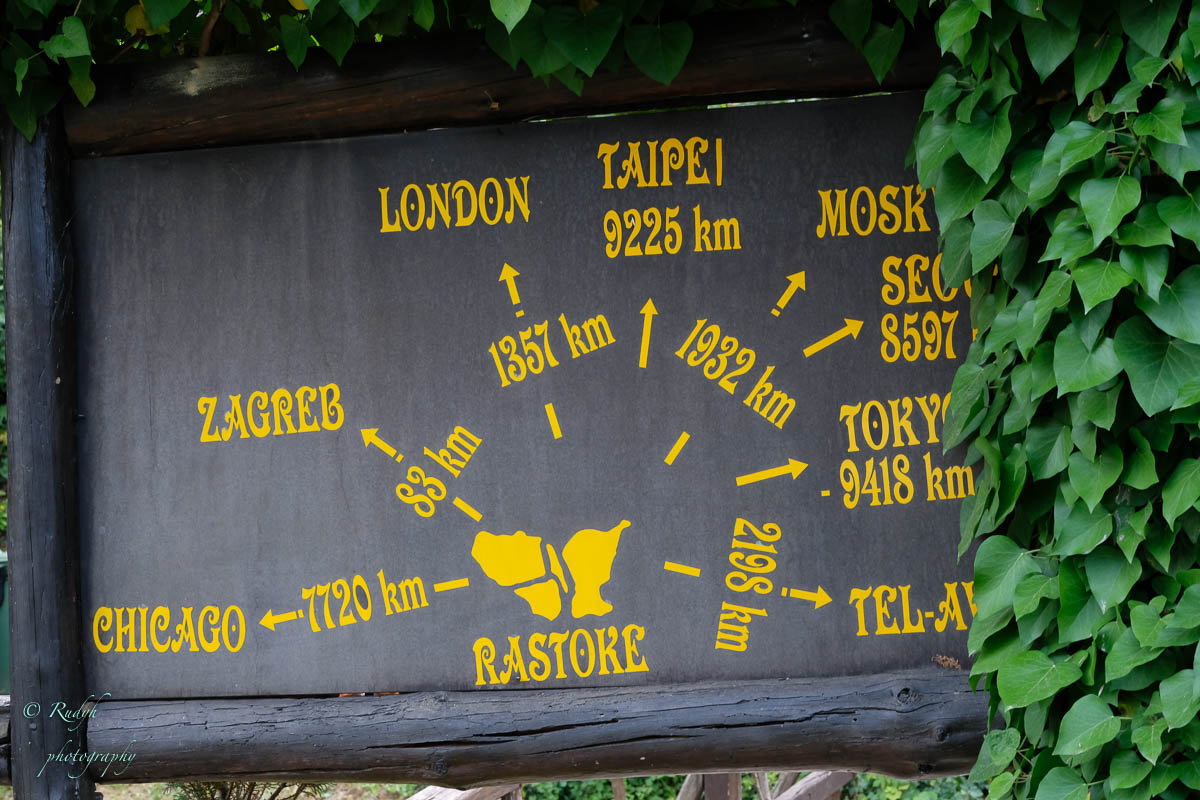 TAIPEI
9225 km
LONDON
MOSK
SEO
8597
1357 km
1932 km
ZAGREB
TOKYO
- 9418 km
83 km
2198 km
7720 km
CHICAGO
TEL-A
RASTOKE
© Rudyh
photography